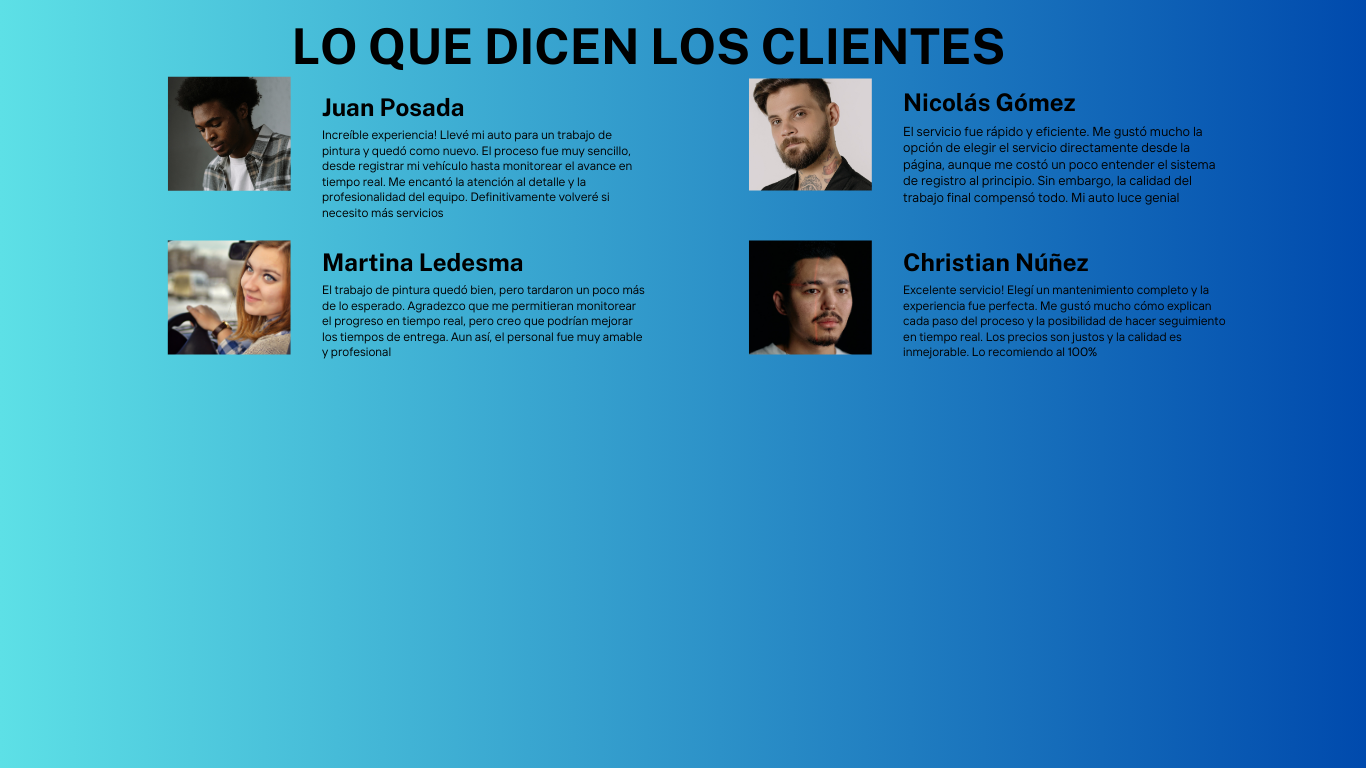 LO QUE DICEN LOS CLIENTES
Juan Posada
Increíble experiencia! Llevé mi auto para un trabajo de
pintura y quedó como nuevo. El proceso fue muy sencillo,
desde registrar mi vehículo hasta monitorear el avance en
tiempo real. Me encantó la atención al detalle y la
profesionalidad del equipo. Definitivamente volveré si
necesito más servicios
Nicolás Gómez
El servicio fue rápido y eficiente. Me gustó mucho la
opción de elegir el servicio directamente desde la
página, aunque me costó un poco entender el sistema
de registro al principio. Sin embargo, la calidad del
trabajo final compensó todo. Mi auto luce genial
Martina Ledesma
El trabajo de pintura quedó bien, pero tardaron un poco más
de lo esperado. Agradezco que me permitieran monitorear
el progreso en tiempo real, pero creo que podrían mejorar
los tiempos de entrega. Aun así, el personal fue muy amable
y profesional
Christian Núñez
Excelente servicio! Elegí un mantenimiento completo y la
experiencia fue perfecta. Me gustó mucho cómo explican
cada paso del proceso y la posibilidad de hacer seguimiento
en tiempo real. Los precios son justos y la calidad es
inmejorable. Lo recomiendo al 100%